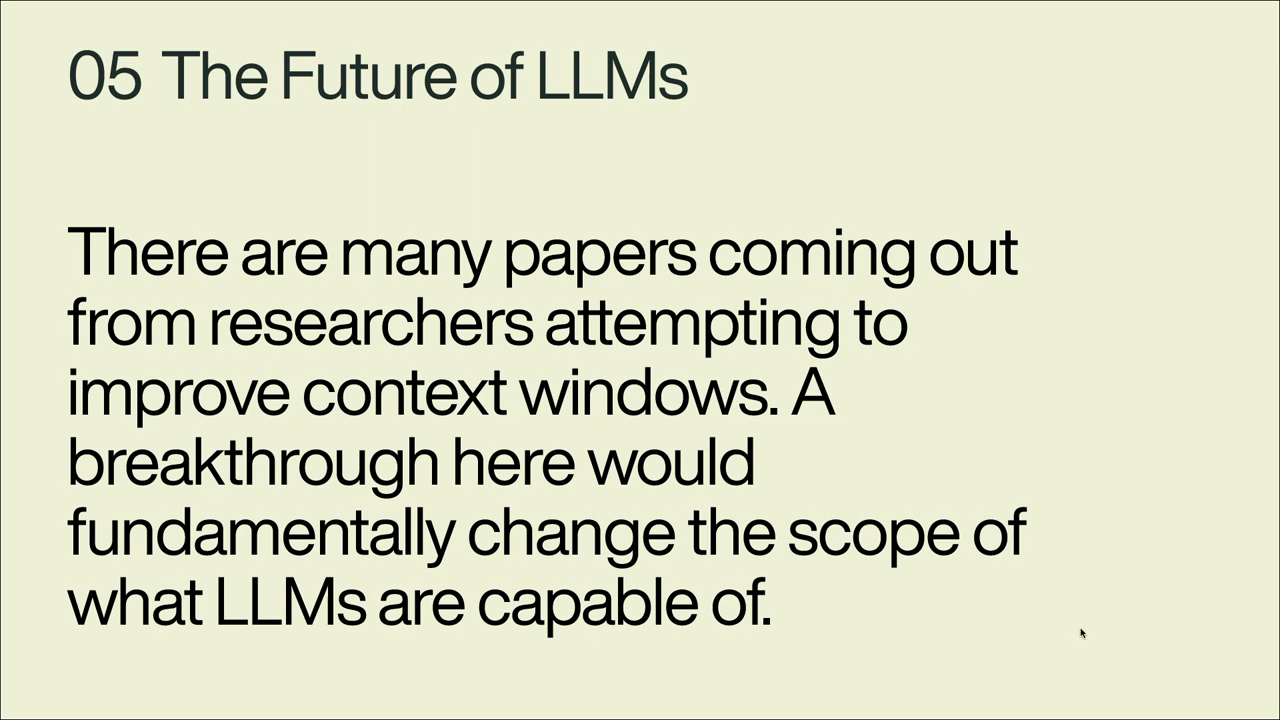 05 The Future of LLMs
There are many papers coming out
from researchers attempting to
improve context windows. A
breakthrough here would
fundamentally change the scope of
what LLMs are capable of.